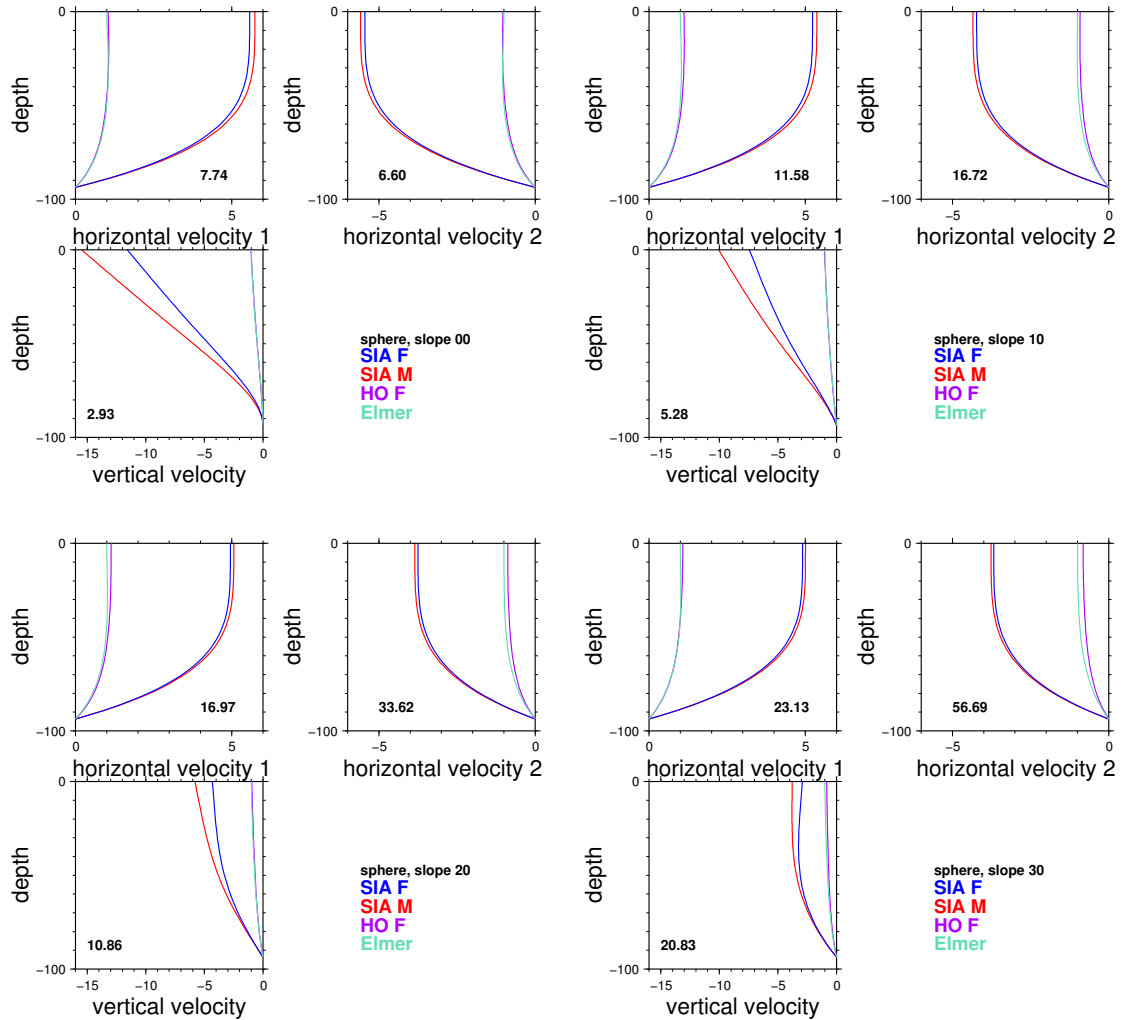 0
0
0
0
depth
depth
depth
depth
7.74
6.60
11.58
16.72
−100
−100
−100
−100
0
5
−5
0
0
5
−5
0
horizontal velocity 1
horizontal velocity 2
horizontal velocity 1
horizontal velocity 2
0
0
depth
depth
sphere, slope 00
SIA F
SIA M
HO F
Elmer
sphere, slope 10
SIA F
SIA M
HO F
Elmer
2.93
5.28
−100
−100
−15
−10
−5
0
−15
−10
−5
0
vertical velocity
vertical velocity
0
0
0
0
depth
depth
depth
depth
16.97
33.62
23.13
56.69
−100
−100
−100
−100
0
5
−5
0
0
5
−5
0
horizontal velocity 1
horizontal velocity 2
horizontal velocity 1
horizontal velocity 2
0
0
depth
depth
sphere, slope 20
SIA F
SIA M
HO F
Elmer
sphere, slope 30
SIA F
SIA M
HO F
Elmer
10.86
20.83
−100
−100
−15
−10
−5
0
−15
−10
−5
0
vertical velocity
vertical velocity